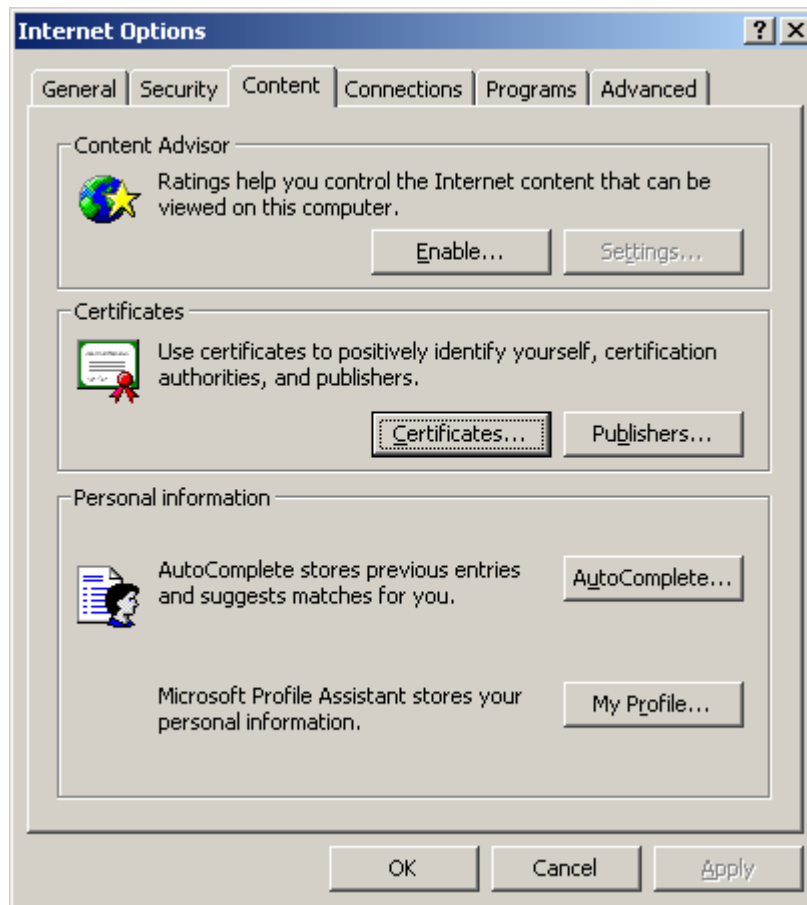 Internet Options
General Security Content Connections Programs Advanced
Content Advisor
Ratings help you control the Internet content that can be
viewed on this computer.
Enable... Settings...
Certificates
Use certificates to positively identify yourself, certification
authorities, and publishers.
Certificates... Publishers...
Personal information
AutoComplete stores previous entries
and suggests matches for you.
AutoComplete...
Microsoft Profile Assistant stores your
personal information.
My Profile...
OK Cancel Apply